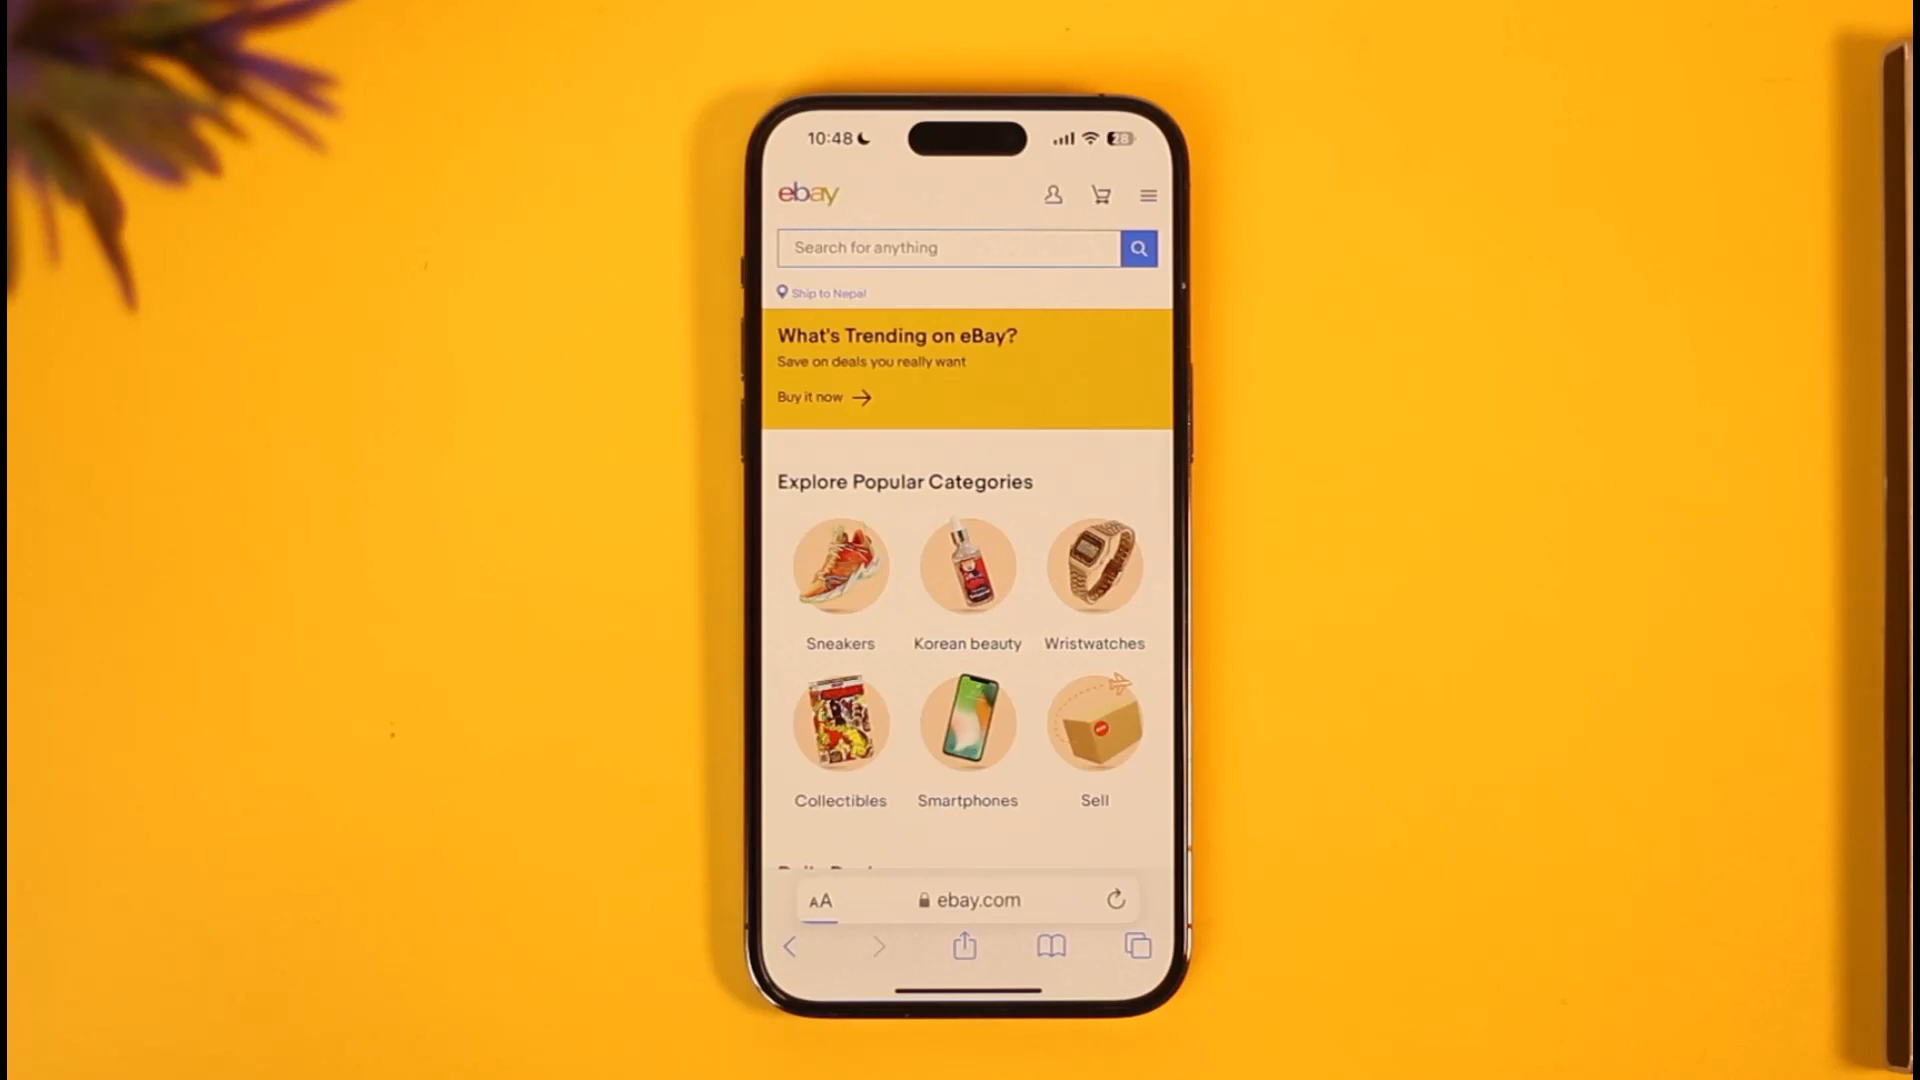 10:48
28
ebay
Search for anything
Ship to Nepal
What's Trending on eBay?
Save on deals you really want
Buy it now
Explore Popular Categories
Sneakers Korean beauty Wristwatches
Collectibles Smartphones Sell
AA ebay.com